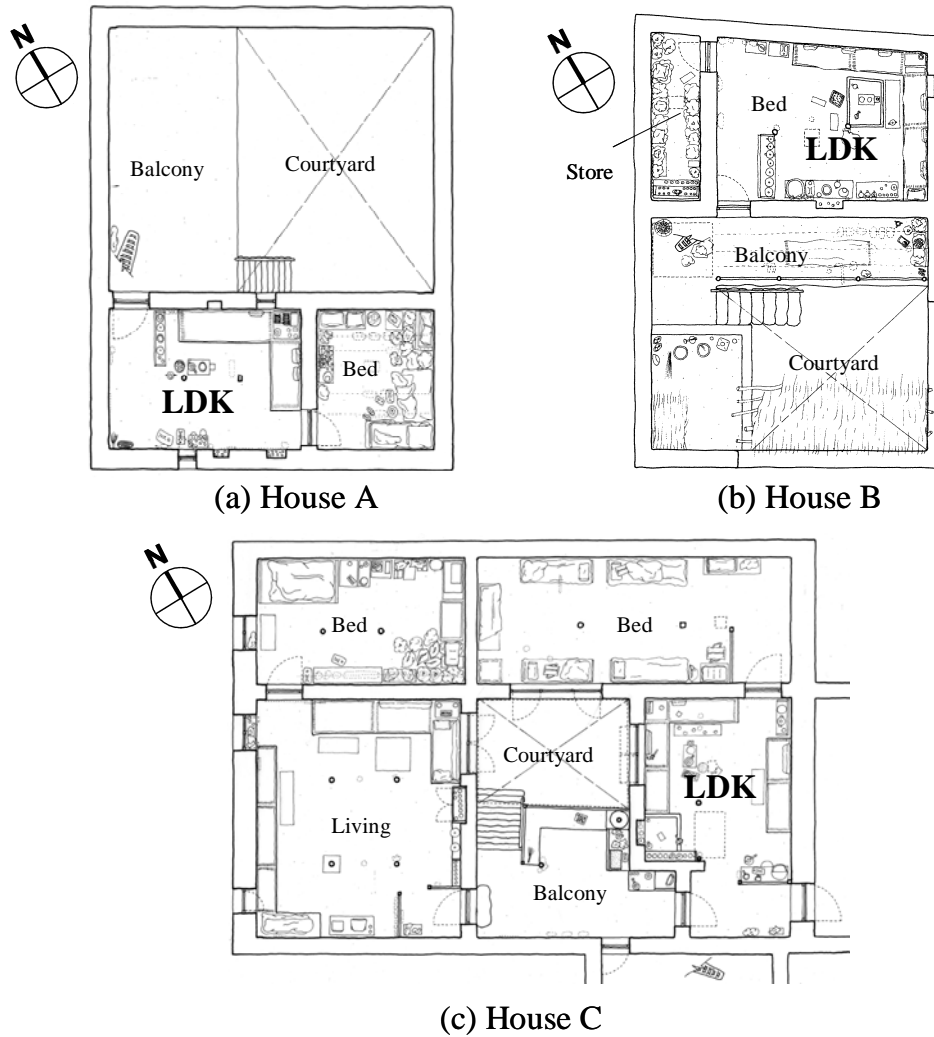 N
Balcony
Courtyard
LDK
Bed
(a) House A
N
Bed
LDK
Store
Balcony
Courtyard
(b) House B
N
Bed
Bed
Courtyard
LDK
Living
Balcony
(c) House C